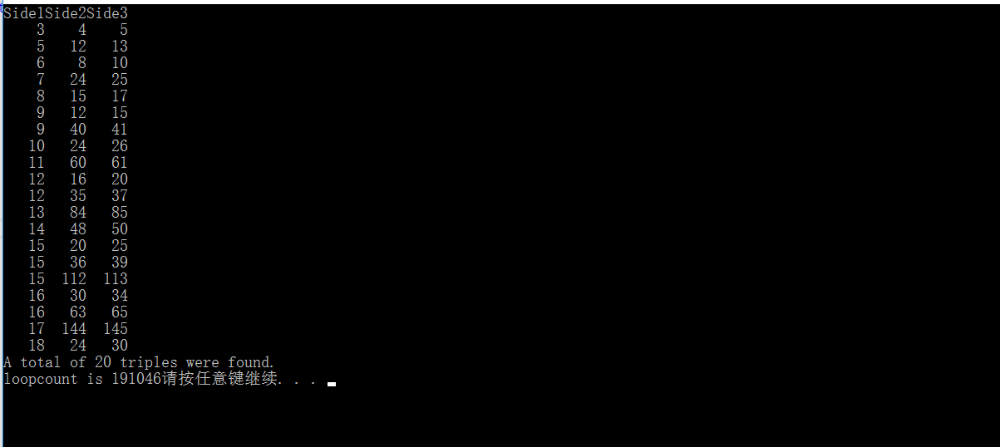 Side1Side2Side3
3 4 5
5 12 13
6 8 10
7 24 25
8 15 17
9 12 15
9 40 41
10 24 26
11 60 61
12 16 20
12 35 37
13 84 85
14 48 50
15 20 25
15 36 39
15 112 113
16 30 34
16 63 65
17 144 145
18 24 30
A total of 20 triples were found.
loopcount is 191046请按任意键继续. . .